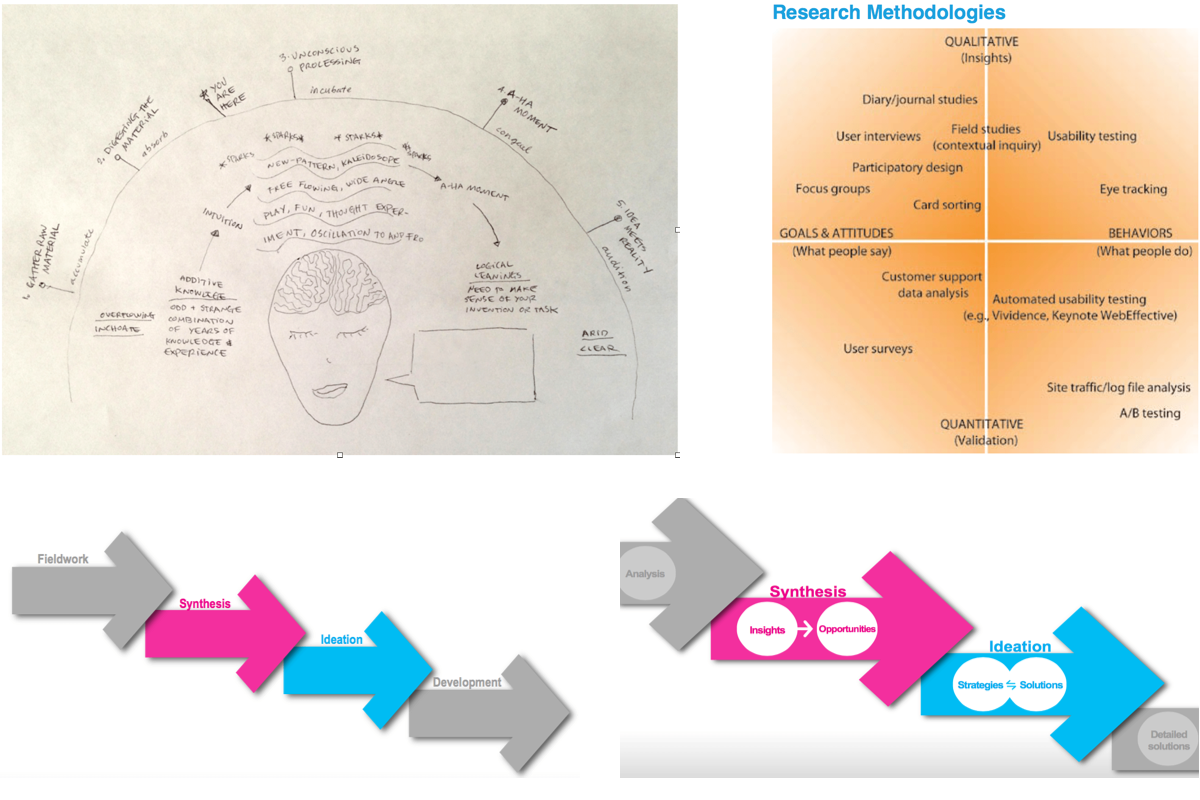 1. GATHER RAW
MATERIAL
accumulate
2. DIGESTING THE
MATERIAL
absorb
YOU
ARE
HERE
3. UNCONSCIOUS
PROCESSING
incubate
4. A-HA
MOMENT
congeal
5. IDEA
MEETS
REALITY
audition
*SPARKS
*SPARKS*
*SPARKS*
*SPARKS
NEW-PATTERN, KALEIDOSCOPE
FREE FLOWING, WIDE ANGLE
PLAY, FUN, THOUGHT EXPER-
IMENT, OSCILLATION TO AND FRO
INTUITION
A-HA MOMENT
ADDITIVE
KNOWLEDGE
ODD + STRANGE
COMBINATION
OF YEARS OF
KNOWLEDGE &
EXPERIENCE
OVERFLOWING
INCHOATE
LOGICAL
LEANINGS
NEED TO MAKE
SENSE OF YOUR
INVENTION OR TASK
ARID
CLEAR
Research Methodologies
QUALITATIVE
(Insights)
Diary/journal studies
User interviews
Field studies
(contextual inquiry)
Usability testing
Participatory design
Focus groups
Eye tracking
Card sorting
GOALS & ATTITUDES
(What people say)
BEHAVIORS
(What people do)
Customer support
data analysis
Automated usability testing
(e.g., Vividence, Keynote WebEffective)
User surveys
Site traffic/log file analysis
A/B testing
QUANTITATIVE
(Validation)
Fieldwork
Synthesis
Ideation
Development
Analysis
Synthesis
Insights → Opportunities
Ideation
Strategies ⇋ Solutions
Detailed
solutions